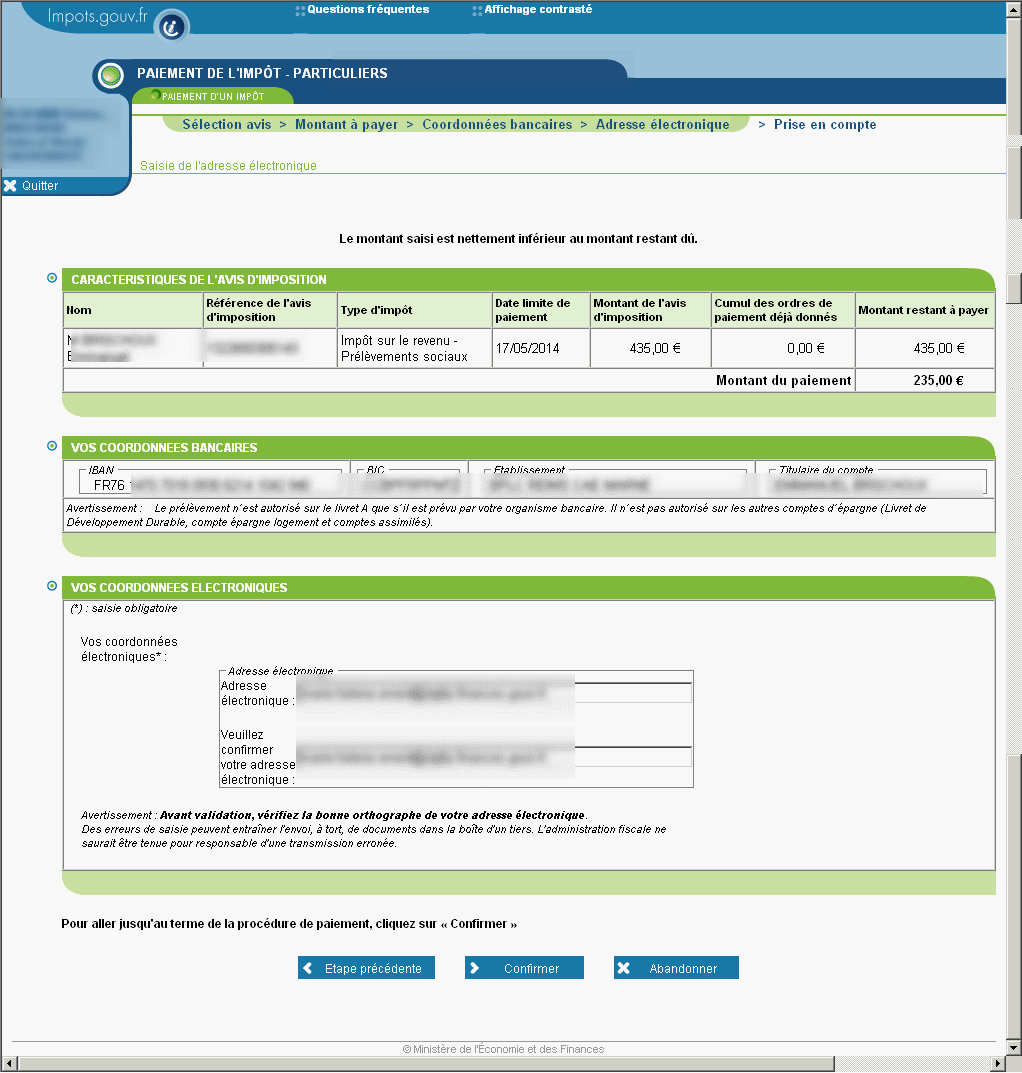 Impots.gouv.fr
Questions fréquentes
Affichage contrasté
PAIEMENT DE L'IMPÔT - PARTICULIERS
PAIEMENT D'UN IMPÔT
Sélection avis > Montant à payer > Coordonnées bancaires > Adresse électronique > Prise en compte
Saisie de l'adresse électronique
Quitter
Le montant saisi est nettement inférieur au montant restant dû.
CARACTERISTIQUES DE L'AVIS D'IMPOSITION
Nom
Référence de l'avis d'imposition
Type d'impôt
Date limite de paiement
Montant de l'avis d'imposition
Cumul des ordres de paiement déjà donnés
Montant restant à payer
Impôt sur le revenu -
Prélèvements sociaux
17/05/2014
435,00 €
0,00 €
435,00 €
Montant du paiement 235,00 €
VOS COORDONNEES BANCAIRES
IBAN
BIC
Etablissement
Titulaire du compte
FR76
Avertissement : Le prélèvement n´est autorisé sur le livret A que s´il est prévu par votre organisme bancaire. Il n´est pas autorisé sur les autres comptes d´épargne (Livret de
Développement Durable, compte épargne logement et comptes assimilés).
VOS COORDONNEES ELECTRONIQUES
(*) : saisie obligatoire
Vos coordonnées
électroniques* :
Adresse électronique
Adresse
électronique :
Veuillez
confirmer
votre adresse
électronique :
Avertissement : Avant validation, vérifiez la bonne orthographe de votre adresse électronique.
Des erreurs de saisie peuvent entraîner l'envoi, à tort, de documents dans la boîte d'un tiers. L'administration fiscale ne
saurait être tenue pour responsable d'une transmission erronée.
Pour aller jusqu'au terme de la procédure de paiement, cliquez sur « Confirmer »
Etape précédente
Confirmer
Abandonner
© Ministère de l'Économie et des Finances